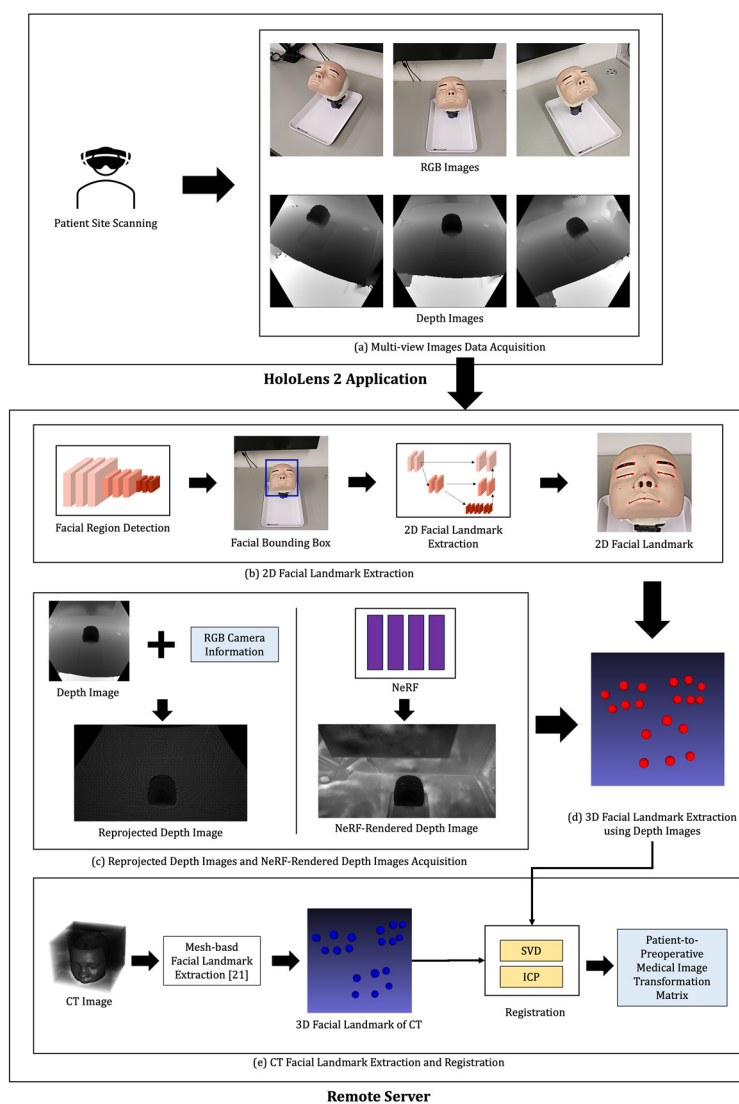 Patient Site Scanning
RGB Images
Depth Images
(a) Multi-view Images Data Acquisition
HoloLens 2 Application
Facial Region Detection
Facial Bounding Box
2D Facial Landmark
Extraction
2D Facial Landmark
(b) 2D Facial Landmark Extraction
Depth Image
RGB Camera
Information
Reprojected Depth Image
NeRF
NeRF-Rendered Depth Image
(c) Reprojected Depth Images and NeRF-Rendered Depth Images Acquisition
(d) 3D Facial Landmark Extraction
using Depth Images
CT Image
Mesh-basd
Facial Landmark
Extraction [21]
3D Facial Landmark of CT
SVD
ICP
Registration
Patient-to-
Preoperative
Medical Image
Transformation
Matrix
(e) CT Facial Landmark Extraction and Registration
Remote Server